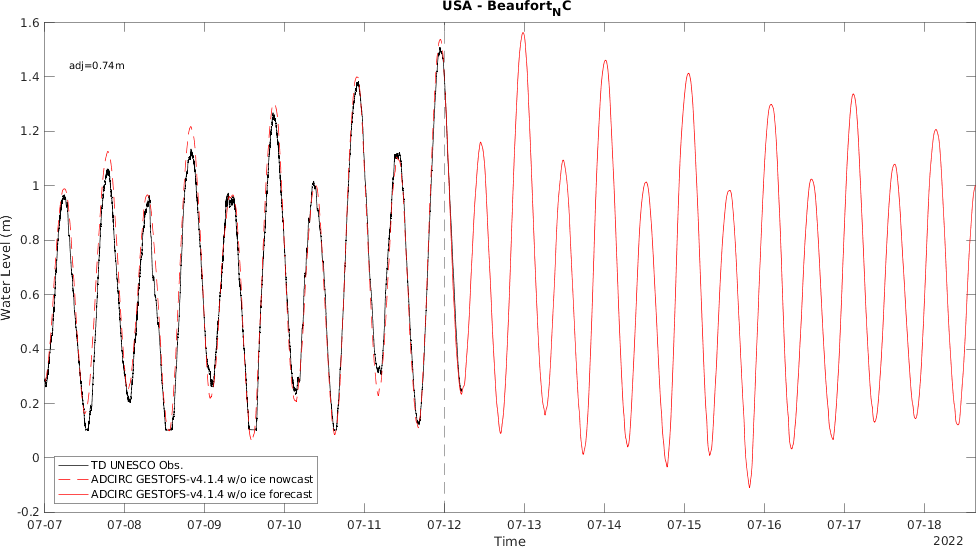 USA - Beaufort_NC
1.6
adj=0.74m
1.4
1.2
1
0.8
Water Level (m)
0.6
0.4
0.2
0
TD UNESCO Obs.
ADCIRC GESTOFS-v4.1.4 w/o ice nowcast
ADCIRC GESTOFS-v4.1.4 w/o ice forecast
-0.2
07-07 07-08 07-09 07-10 07-11 07-12 07-13 07-14 07-15 07-16 07-17 07-18
Time
2022